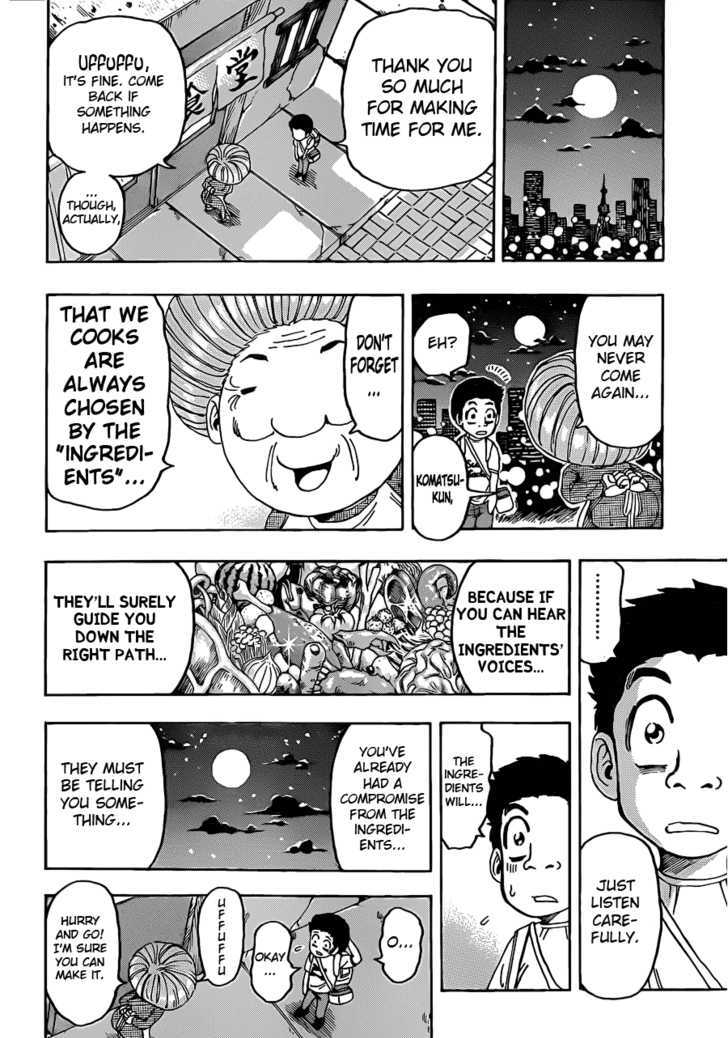 THANK YOU
SO MUCH
FOR MAKING
TIME FOR ME.
UFFUFFU,
IT'S FINE. COME
BACK IF
SOMETHING
HAPPENS.
...
THOUGH,
ACTUALLY,
食堂
YOU MAY
NEVER
COME
AGAIN...
EH?
KOMATSU-
KUN,
DON'T
FORGET
...
THAT WE
COOKS
ARE
ALWAYS
CHOSEN
BY THE
"INGREDI-
ENTS"...
.........
JUST
LISTEN
CARE-
FULLY.
BECAUSE IF
YOU CAN HEAR
THE
INGREDIENTS'
VOICES...
THEY'LL SURELY
GUIDE YOU
DOWN THE
RIGHT PATH...
THE
INGRE-
DIENTS
WILL...
YOU'VE
ALREADY
HAD A
COMPROMISE
FROM THE
INGREDI-
ENTS...
THEY MUST
BE TELLING
YOU SOME-
THING...
O...
OKAY
...
UFFUFFU
HURRY
AND GO!
I'M SURE
YOU CAN
MAKE IT.